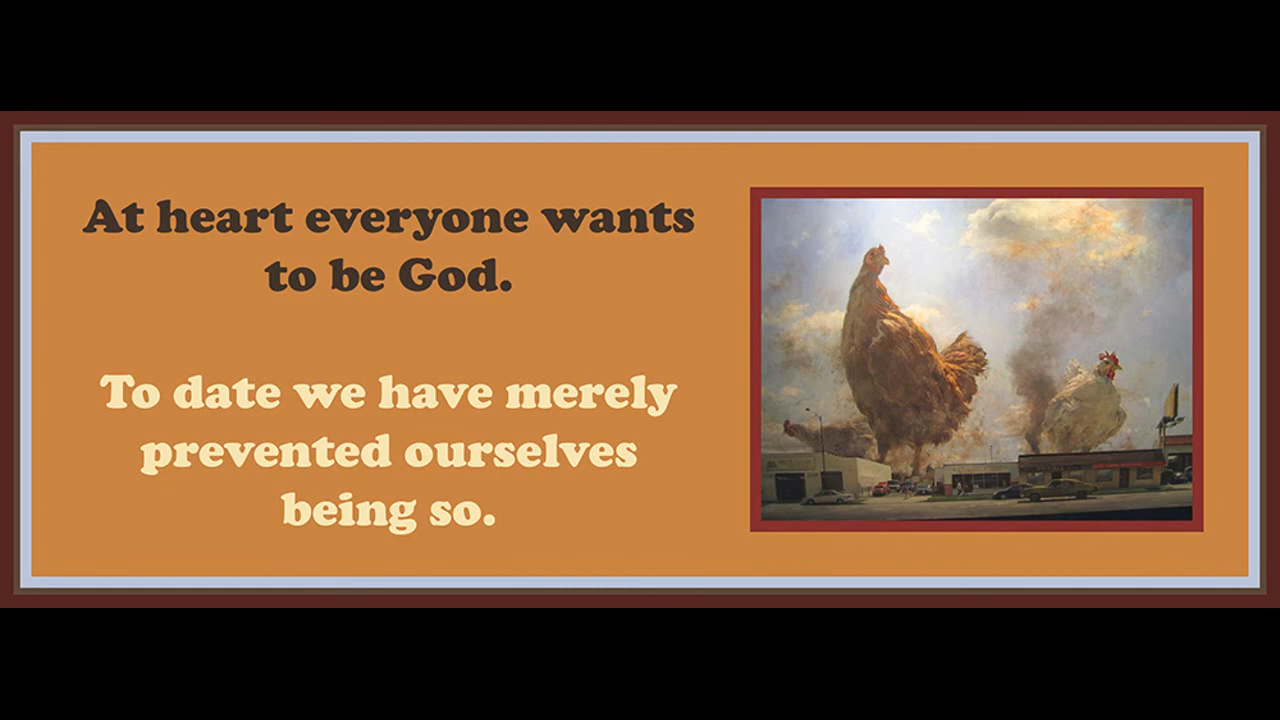 At heart everyone wants
to be God.
To date we have merely
prevented ourselves
being so.